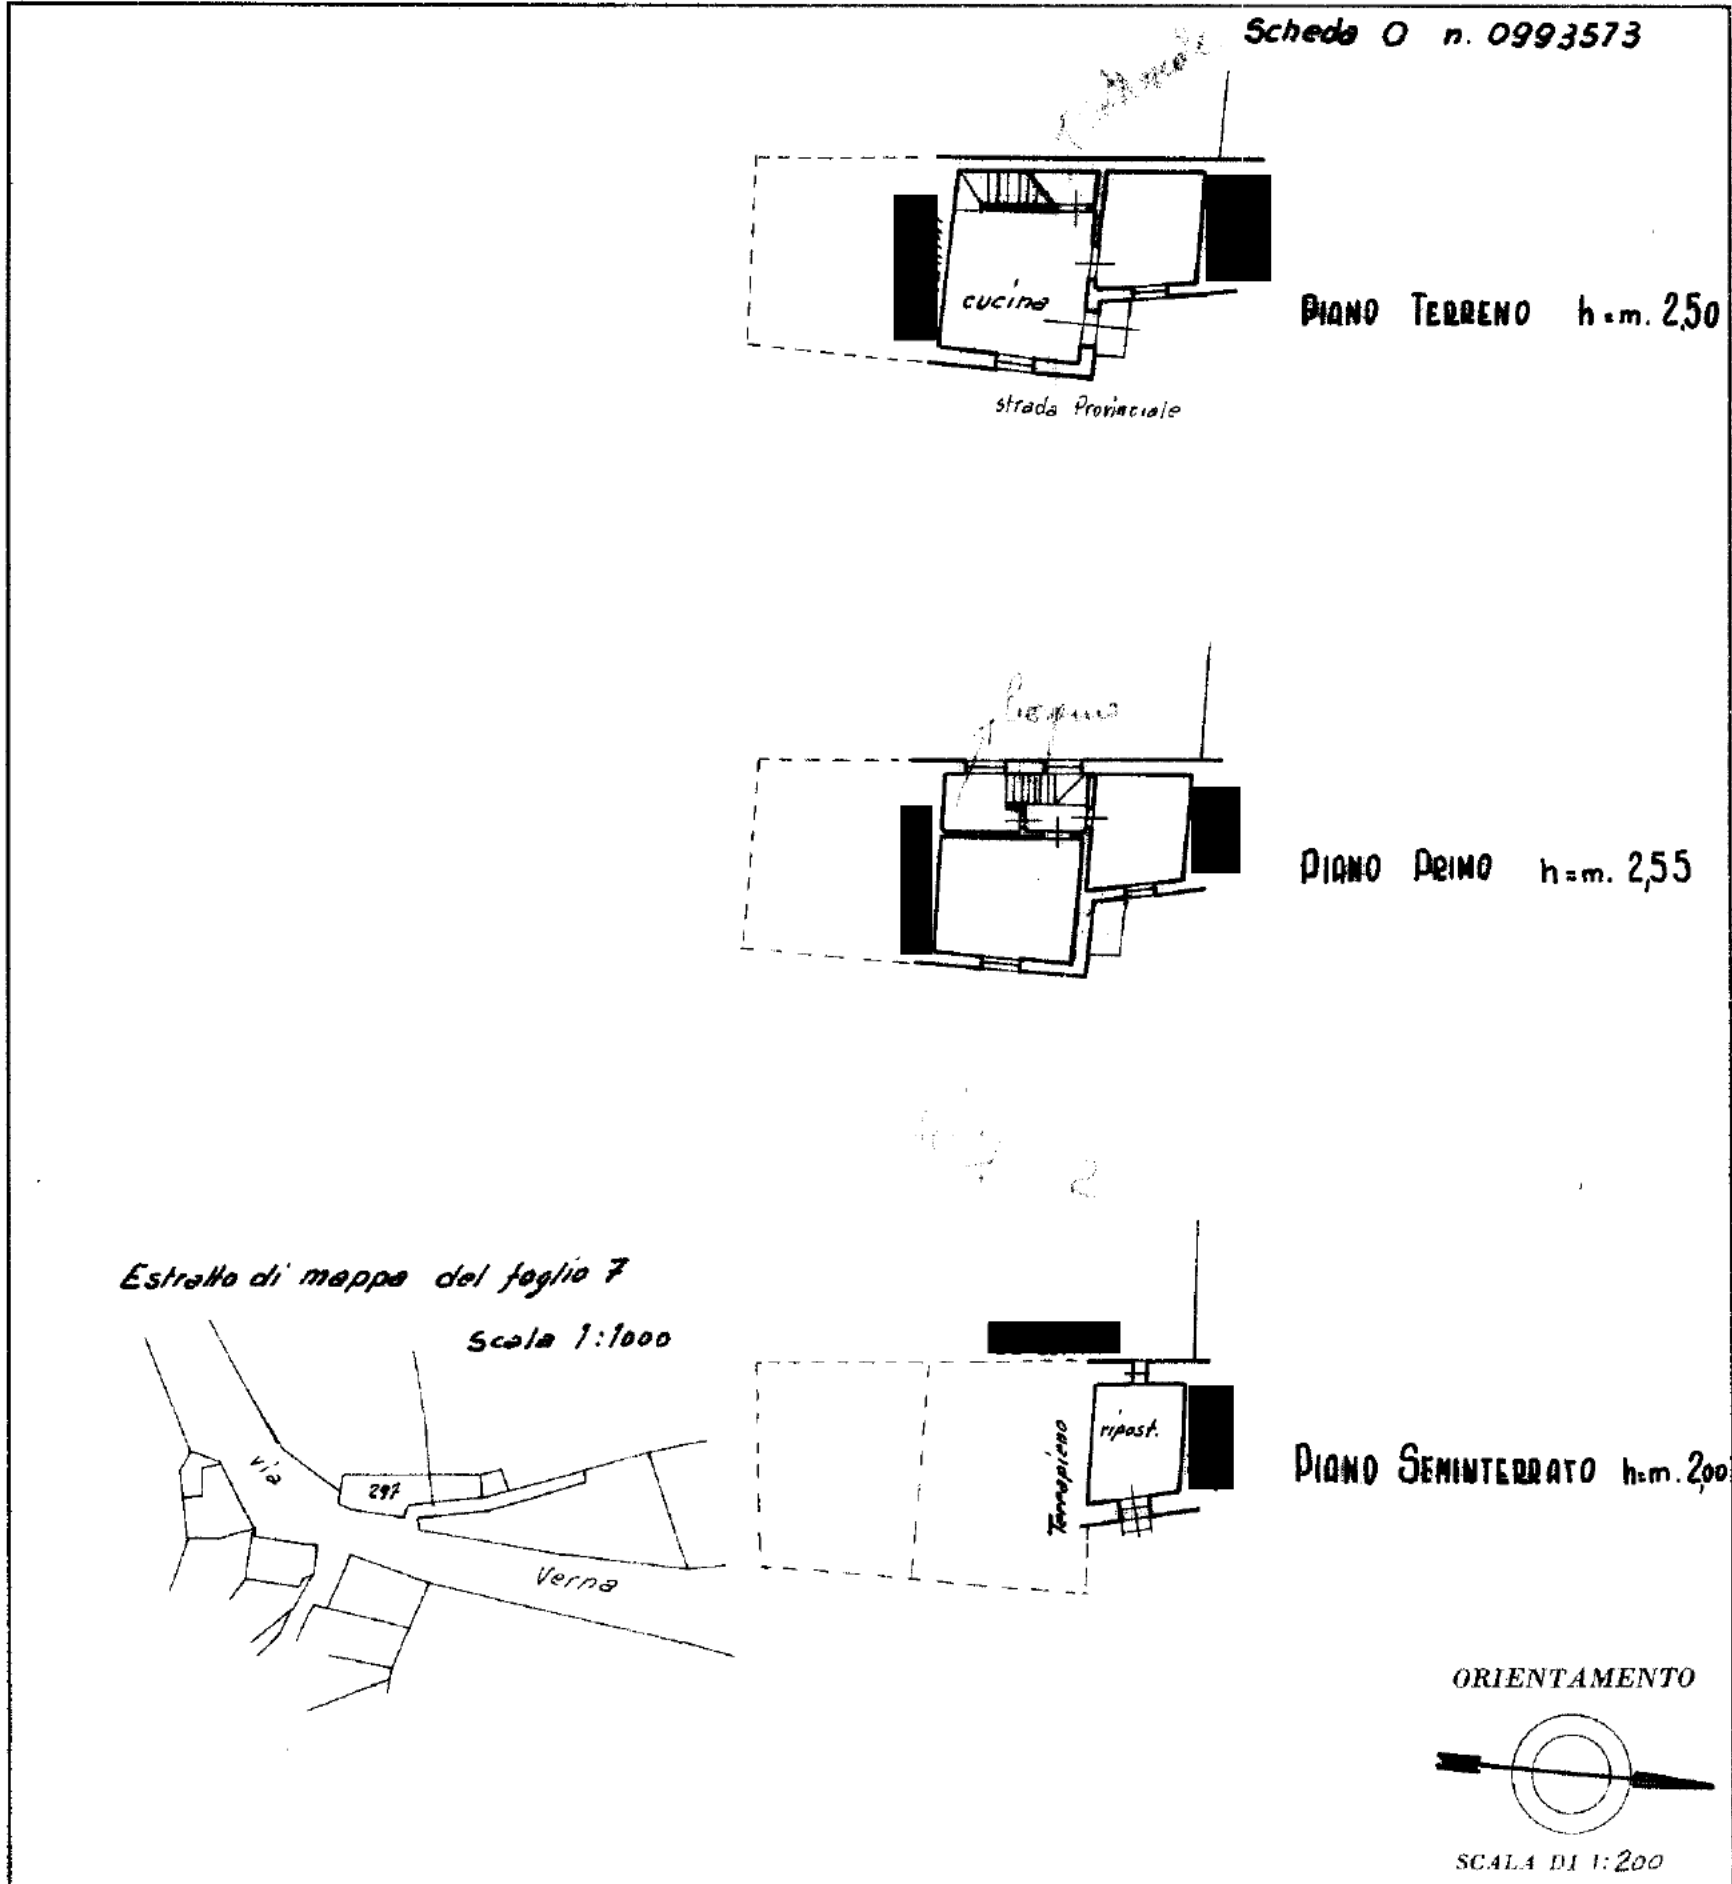 Scheda O n. 0993573
cucina
PIANO TERRENO h=m. 2,50
strada Provinciale
PIANO PRIMO h=m. 2,55
2
Estratto di mappa del foglio 7
Scala 1:1000
via
297
Verna
Terrapieno
ripost.
PIANO SEMINTERRATO h=m. 2,00
ORIENTAMENTO
SCALA DI 1:200